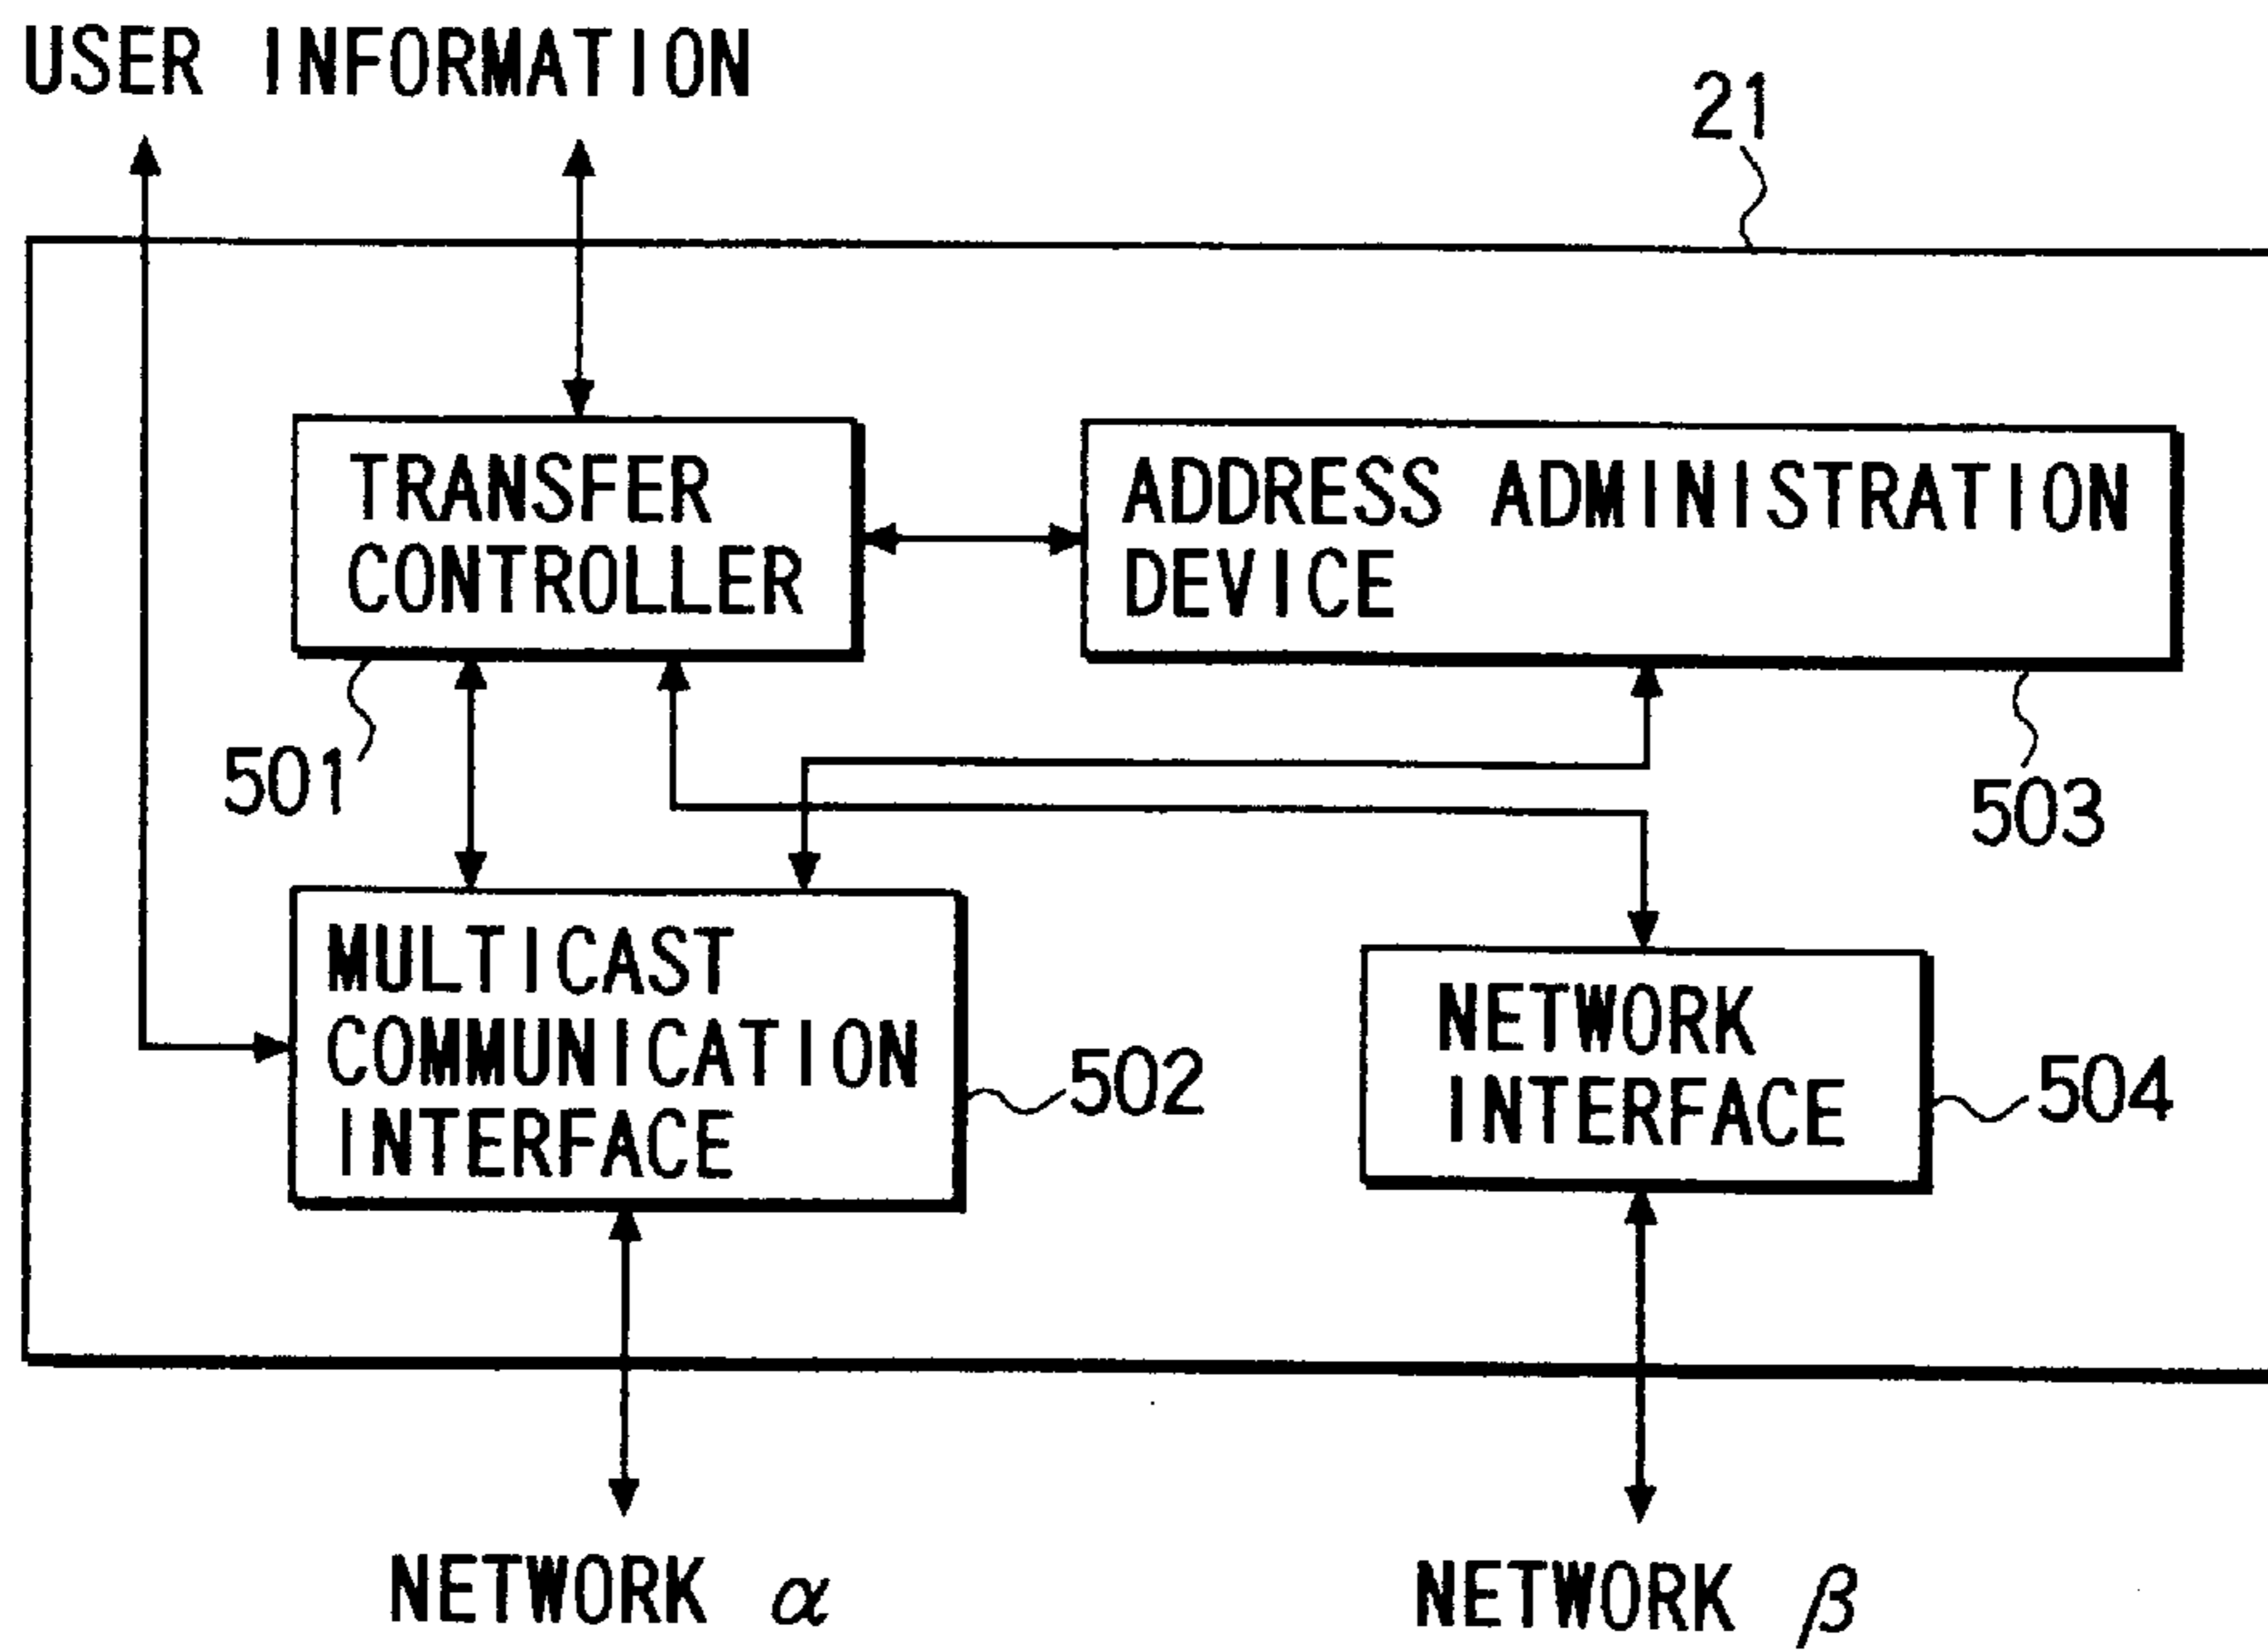 USER INFORMATION
21
TRANSFER
CONTROLLER
ADDRESS ADMINISTRATION
DEVICE
501
503
MULTICAST
COMMUNICATION
INTERFACE
502
NETWORK
INTERFACE
504
NETWORK α
NETWORK β